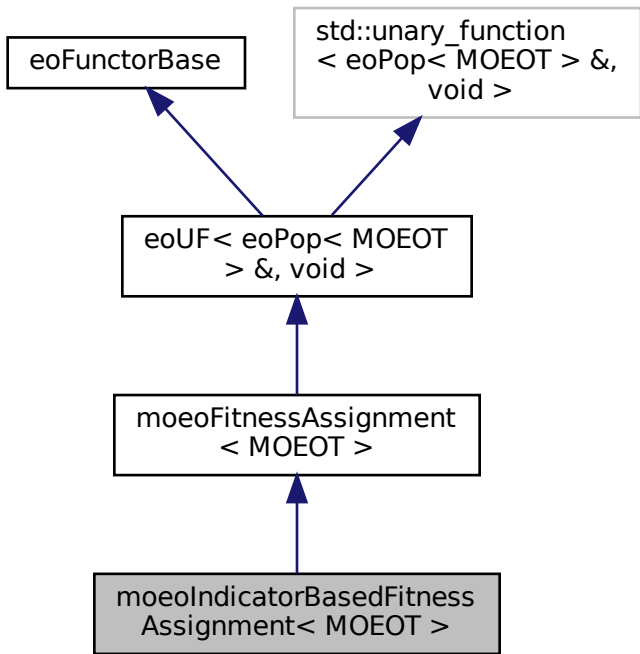 eoFunctorBase
std::unary_function
< eoPop< MOEOT > &,
void >
eoUF< eoPop< MOEOT
> &, void >
moeoFitnessAssignment
< MOEOT >
moeoIndicatorBasedFitness
Assignment< MOEOT >